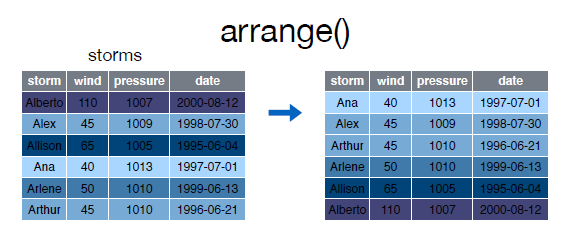 arrange()
storms
storm wind pressure date
Alberto 110 1007 2000-08-12
Alex 45 1009 1998-07-30
Allison 65 1005 1995-06-04
Ana 40 1013 1997-07-01
Arlene 50 1010 1999-06-13
Arthur 45 1010 1996-06-21
storm wind pressure date
Ana 40 1013 1997-07-01
Alex 45 1009 1998-07-30
Arthur 45 1010 1996-06-21
Arlene 50 1010 1999-06-13
Allison 65 1005 1995-06-04
Alberto 110 1007 2000-08-12